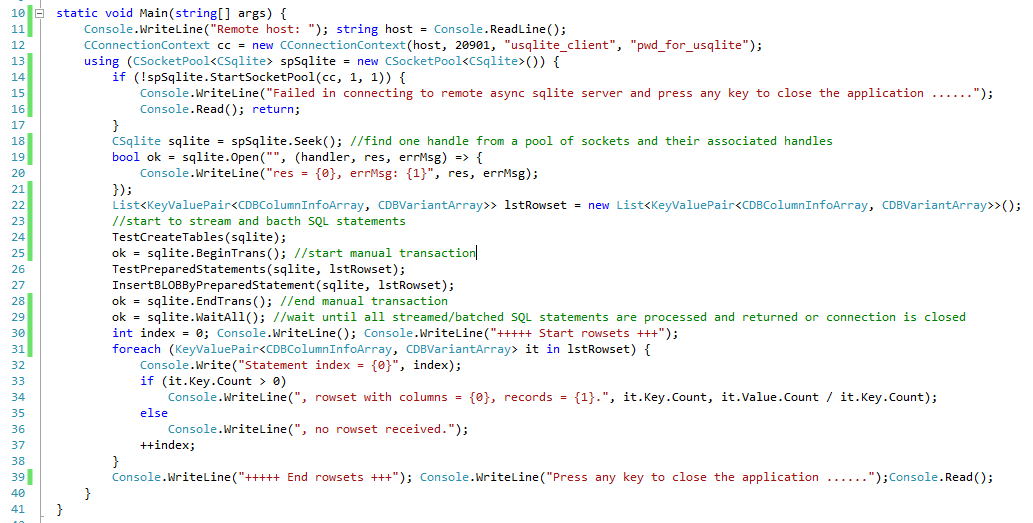 10 static void Main(string[] args) {
11 Console.WriteLine("Remote host: "); string host = Console.ReadLine();
12 CConnectionContext cc = new CConnectionContext(host, 20901, "usqlite_client", "pwd_for_usqlite");
13 using (CSocketPool<CSqlite> spSqlite = new CSocketPool<CSqlite>()) {
14 if (!spSqlite.StartSocketPool(cc, 1, 1)) {
15 Console.WriteLine("Failed in connecting to remote async sqlite server and press any key to close the application ......");
16 Console.Read(); return;
17 }
18 CSqlite sqlite = spSqlite.Seek(); //find one handle from a pool of sockets and their associated handles
19 bool ok = sqlite.Open("", (handler, res, errMsg) => {
20 Console.WriteLine("res = {0}, errMsg: {1}", res, errMsg);
21 });
22 List<KeyValuePair<CDBColumnInfoArray, CDBVariantArray>> lstRowset = new List<KeyValuePair<CDBColumnInfoArray, CDBVariantArray>>();
23 //start to stream and bacth SQL statements
24 TestCreateTables(sqlite);
25 ok = sqlite.BeginTrans(); //start manual transaction
26 TestPreparedStatements(sqlite, lstRowset);
27 InsertBLOBByPreparedStatement(sqlite, lstRowset);
28 ok = sqlite.EndTrans(); //end manual transaction
29 ok = sqlite.WaitAll(); //wait until all streamed/batched SQL statements are processed and returned or connection is closed
30 int index = 0; Console.WriteLine(); Console.WriteLine("+++++ Start rowsets +++");
31 foreach (KeyValuePair<CDBColumnInfoArray, CDBVariantArray> it in lstRowset) {
32 Console.Write("Statement index = {0}", index);
33 if (it.Key.Count > 0)
34 Console.WriteLine(", rowset with columns = {0}, records = {1}.", it.Key.Count, it.Value.Count / it.Key.Count);
35 else
36 Console.WriteLine(", no rowset received.");
37 ++index;
38 }
39 Console.WriteLine("+++++ End rowsets +++"); Console.WriteLine("Press any key to close the application ......");Console.Read();
40 }
41 }